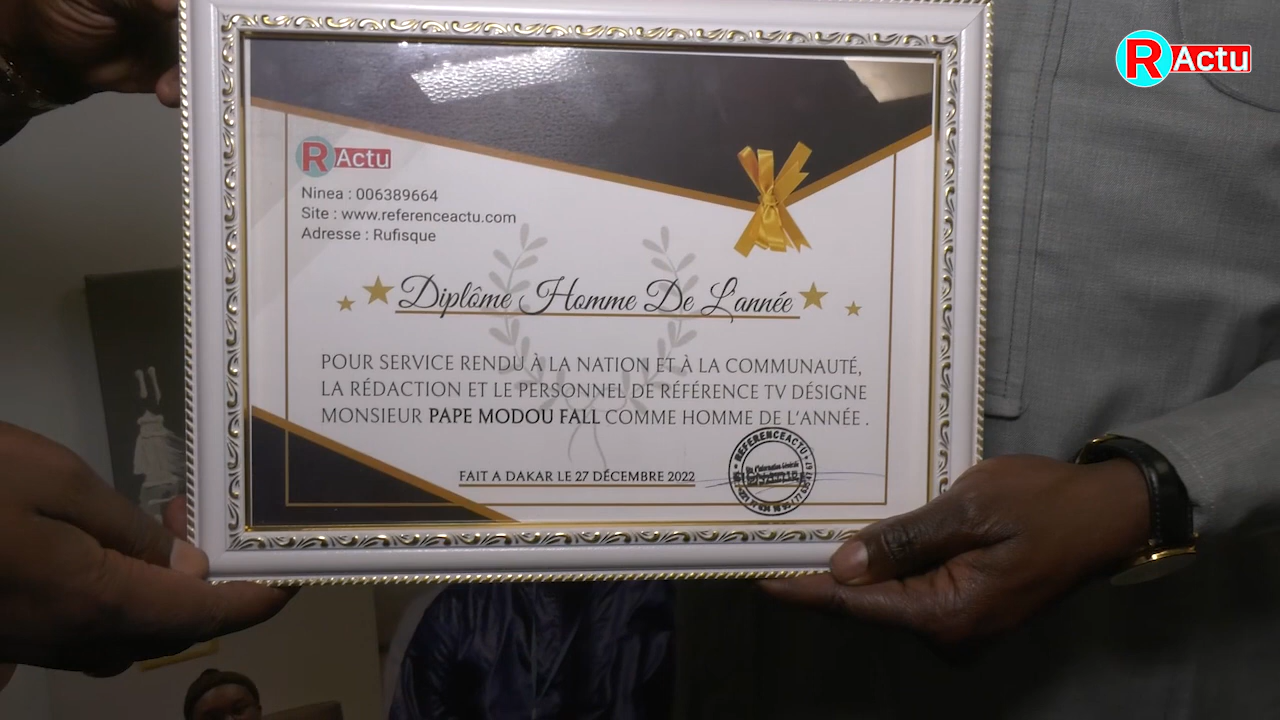 R Actu
R Actu
Ninea : 006389664
Site : www.referenceactu.com
Adresse : Rufisque
Diplôme Homme De L'année
POUR SERVICE RENDU À LA NATION ET À LA COMMUNAUTÉ,
LA RÉDACTION ET LE PERSONNEL DE RÉFÉRENCE TV DÉSIGNE
MONSIEUR PAPE MODOU FALL COMME HOMME DE L'ANNÉE .
REFERENCEACTU
FAIT A DAKAR LE 27 DÉCEMBRE 2022